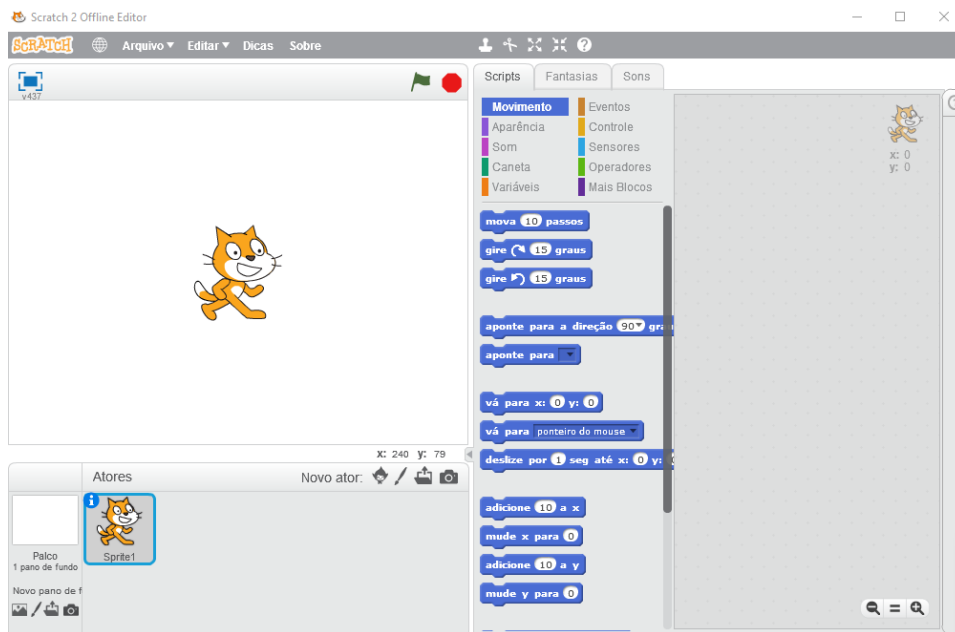 Scratch 2 Offline Editor
SCRATCH Arquivo Editar Dicas Sobre
v437
Scripts Fantasias Sons
Movimento Eventos
Aparência Controle
Som Sensores
Caneta Operadores
Variáveis Mais Blocos
x: 0
y: 0
mova 10 passos
gire 15 graus
gire 15 graus
aponte para a direção 90 grau
aponte para
vá para x: 0 y: 0
vá para ponteiro do mouse
deslize por 1 seg até x: 0 y: 0
adicione 10 a x
mude x para 0
adicione 10 a y
mude y para 0
x: 240 y: 79
Atores Novo ator:
Sprite1
Palco
1 pano de fundo
Novo pano de f